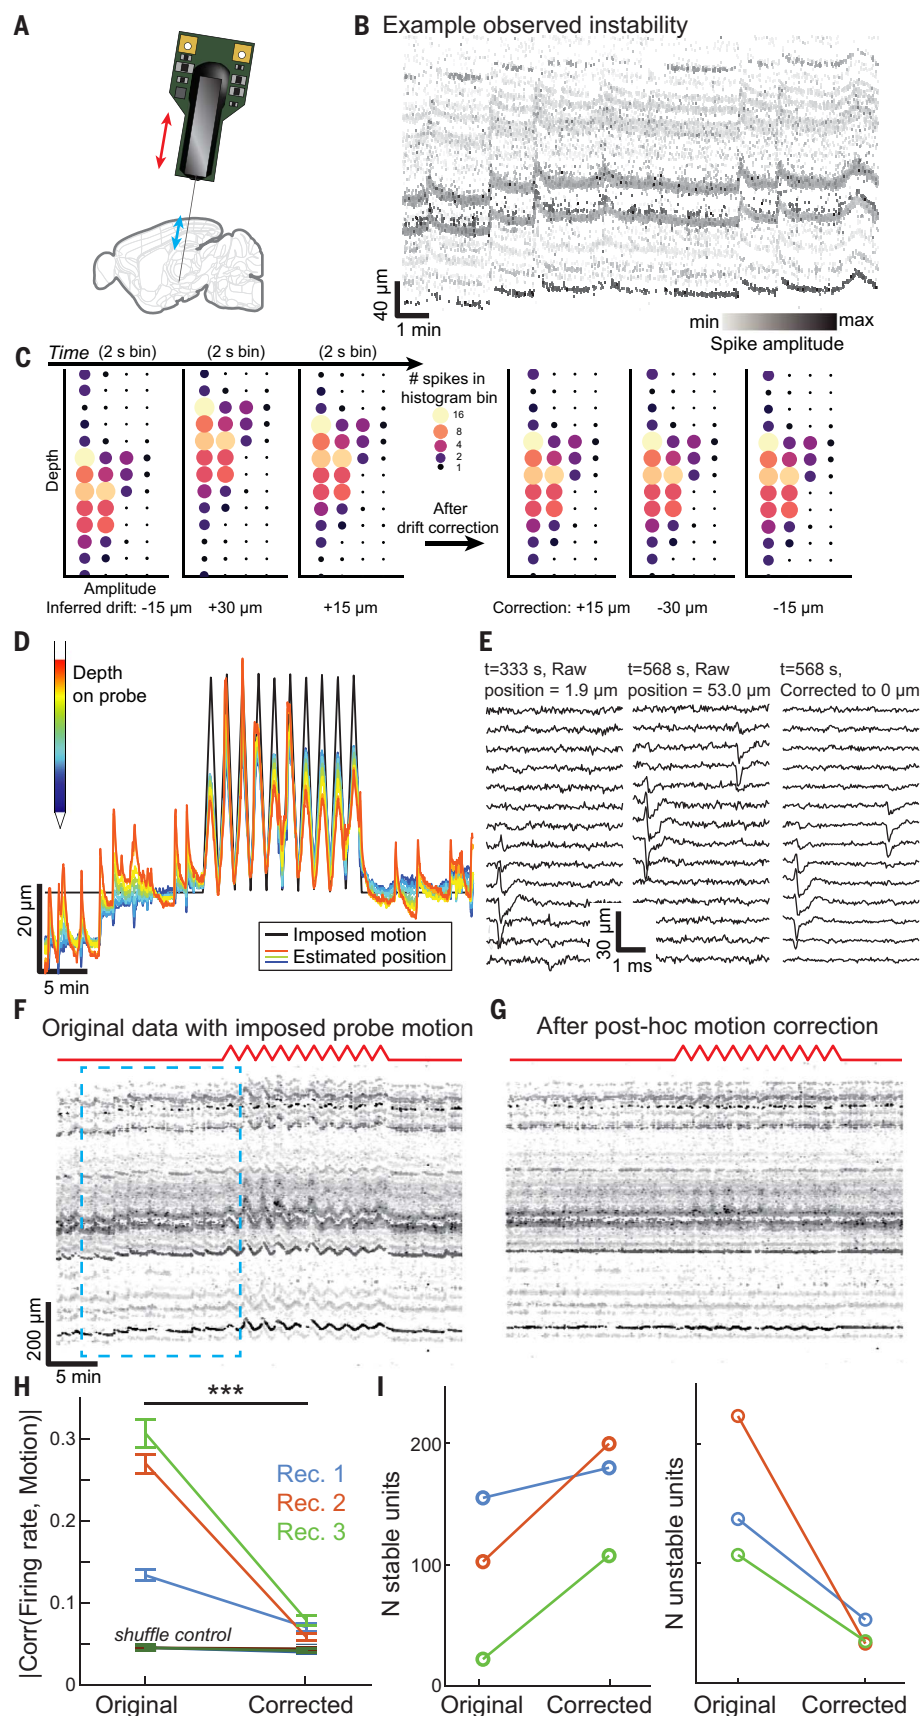 A
B Example observed instability
40 µm
1 min
min max
Spike amplitude
C Time (2 s bin) (2 s bin) (2 s bin)
# spikes in
histogram bin
16
8
4
2
1
Depth
After
drift correction
Amplitude
Inferred drift: -15 µm +30 µm +15 µm
Correction: +15 µm -30 µm -15 µm
D
Depth
on probe
20 µm
5 min
Imposed motion
Estimated position
E
t=333 s, Raw
position = 1.9 µm
t=568 s, Raw
position = 53.0 µm
t=568 s,
Corrected to 0 µm
30 µm
1 ms
F Original data with imposed probe motion
200 µm
5 min
G After post-hoc motion correction
H
***
|Corr(Firing rate, Motion)|
0.3
0.2
0.1
0
Rec. 1
Rec. 2
Rec. 3
shuffle control
Original Corrected
I
N stable units
200
100
0
Original Corrected
N unstable units
Original Corrected